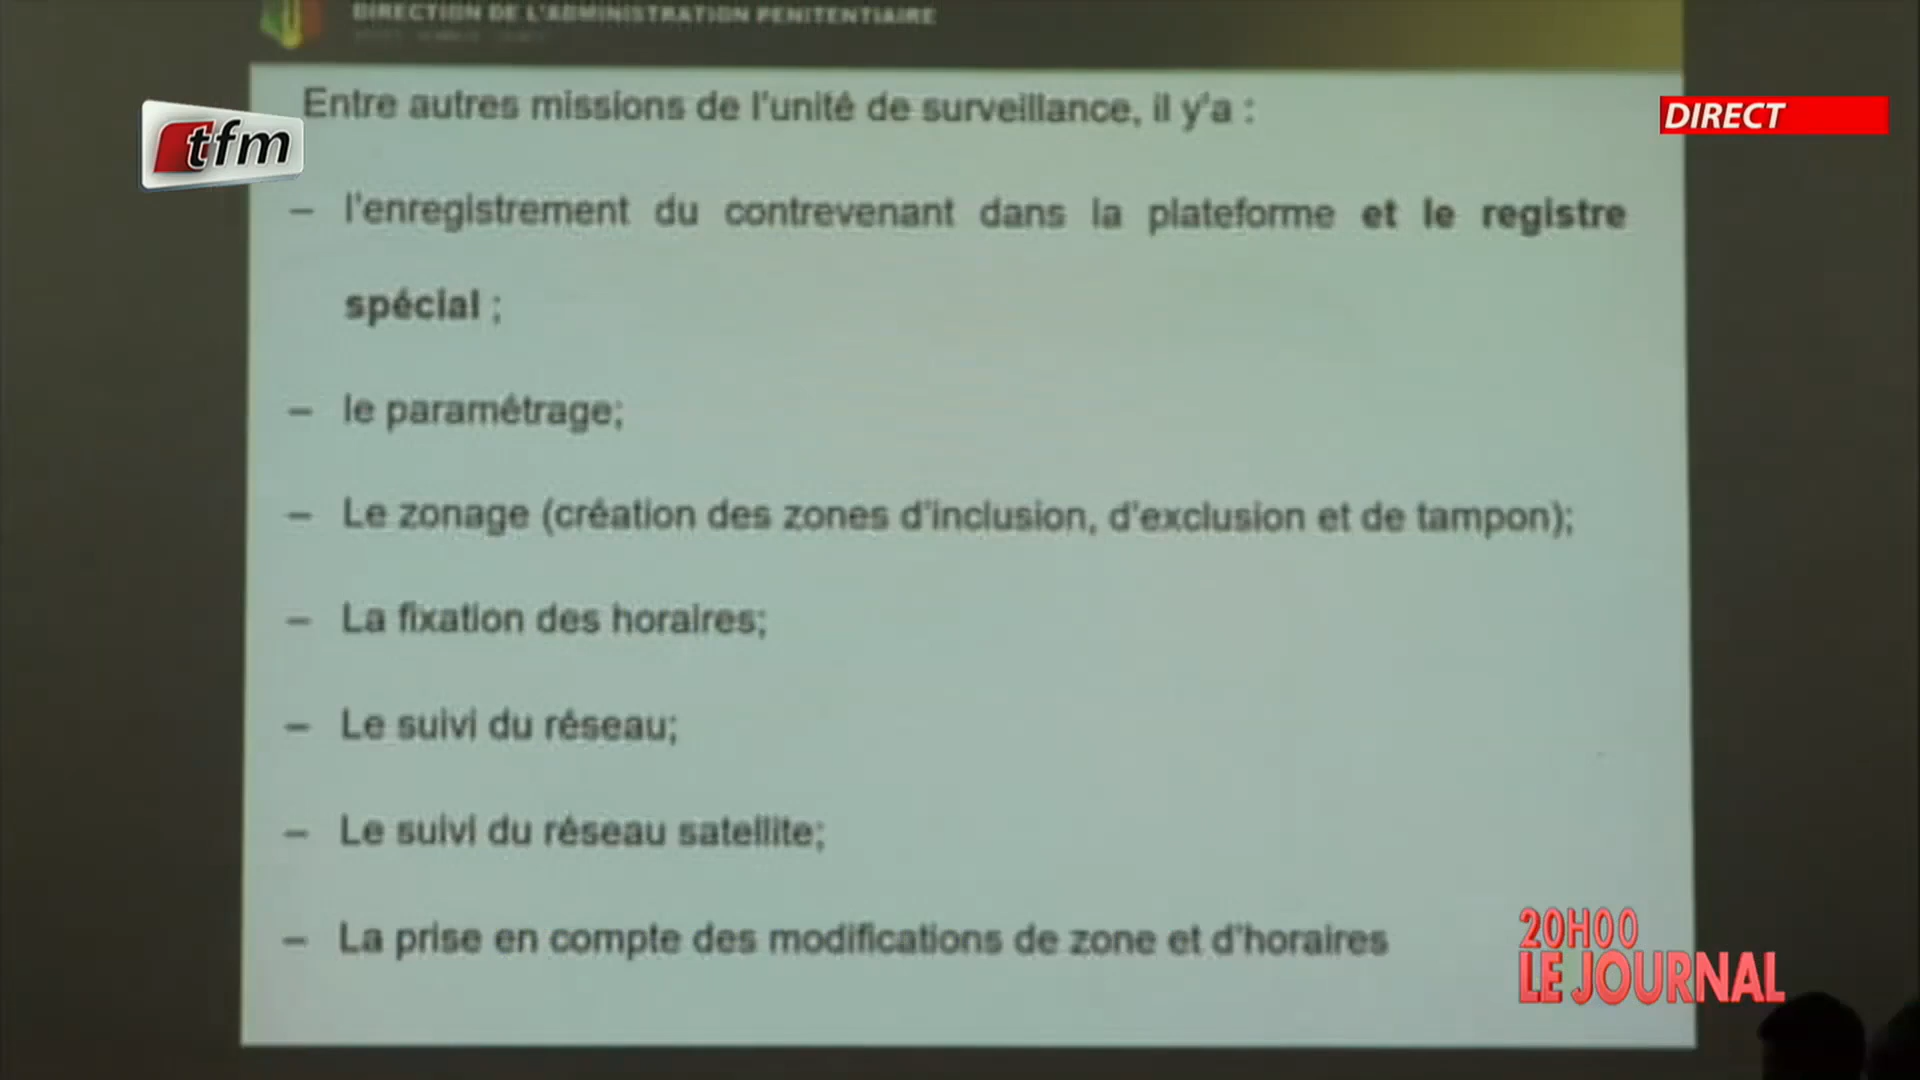 DIRECTION DE L'ADMINISTRATION PENITENTIAIRE
Entre autres missions de l'unité de surveillance, il y'a :
tfm
DIRECT
– l'enregistrement du contrevenant dans la plateforme et le registre
spécial ;
– le paramétrage;
– Le zonage (création des zones d'inclusion, d'exclusion et de tampon);
– La fixation des horaires;
– Le suivi du réseau;
– Le suivi du réseau satellite;
– La prise en compte des modifications de zone et d'horaires
20H00
LE JOURNAL